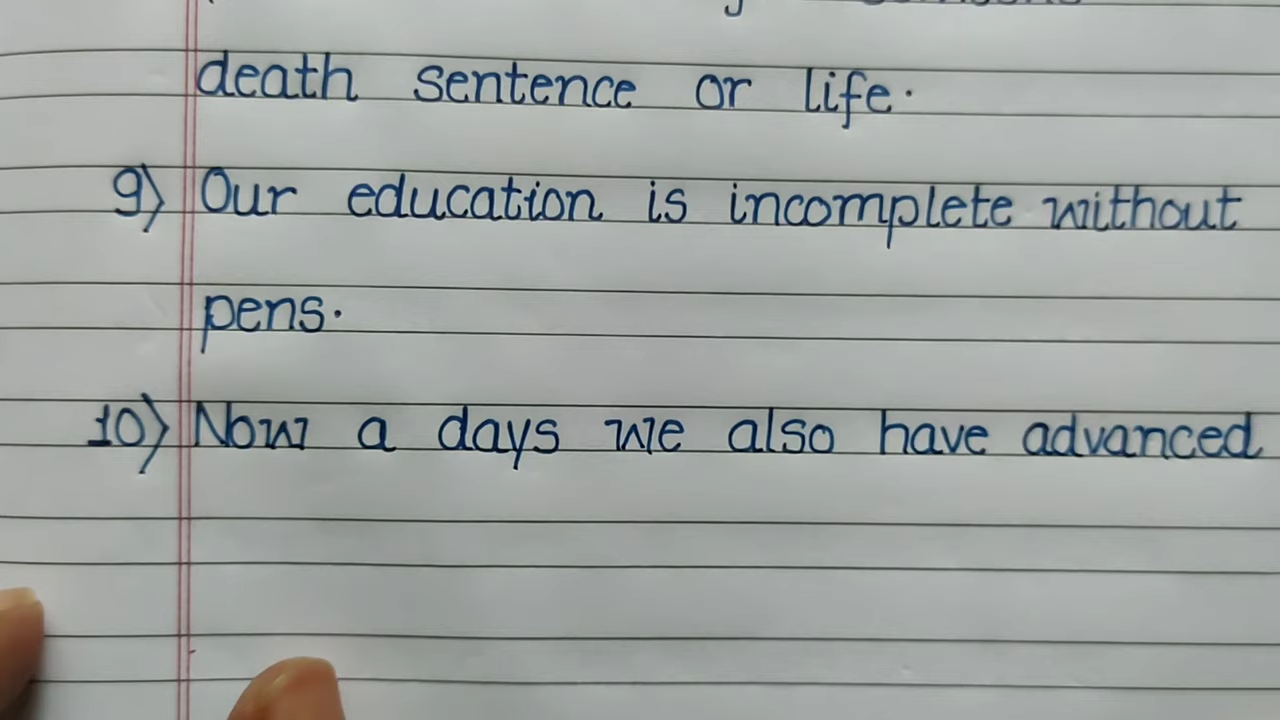 death sentence or life.
9) Our education is incomplete without
pens.
10) Now a days we also have advanced